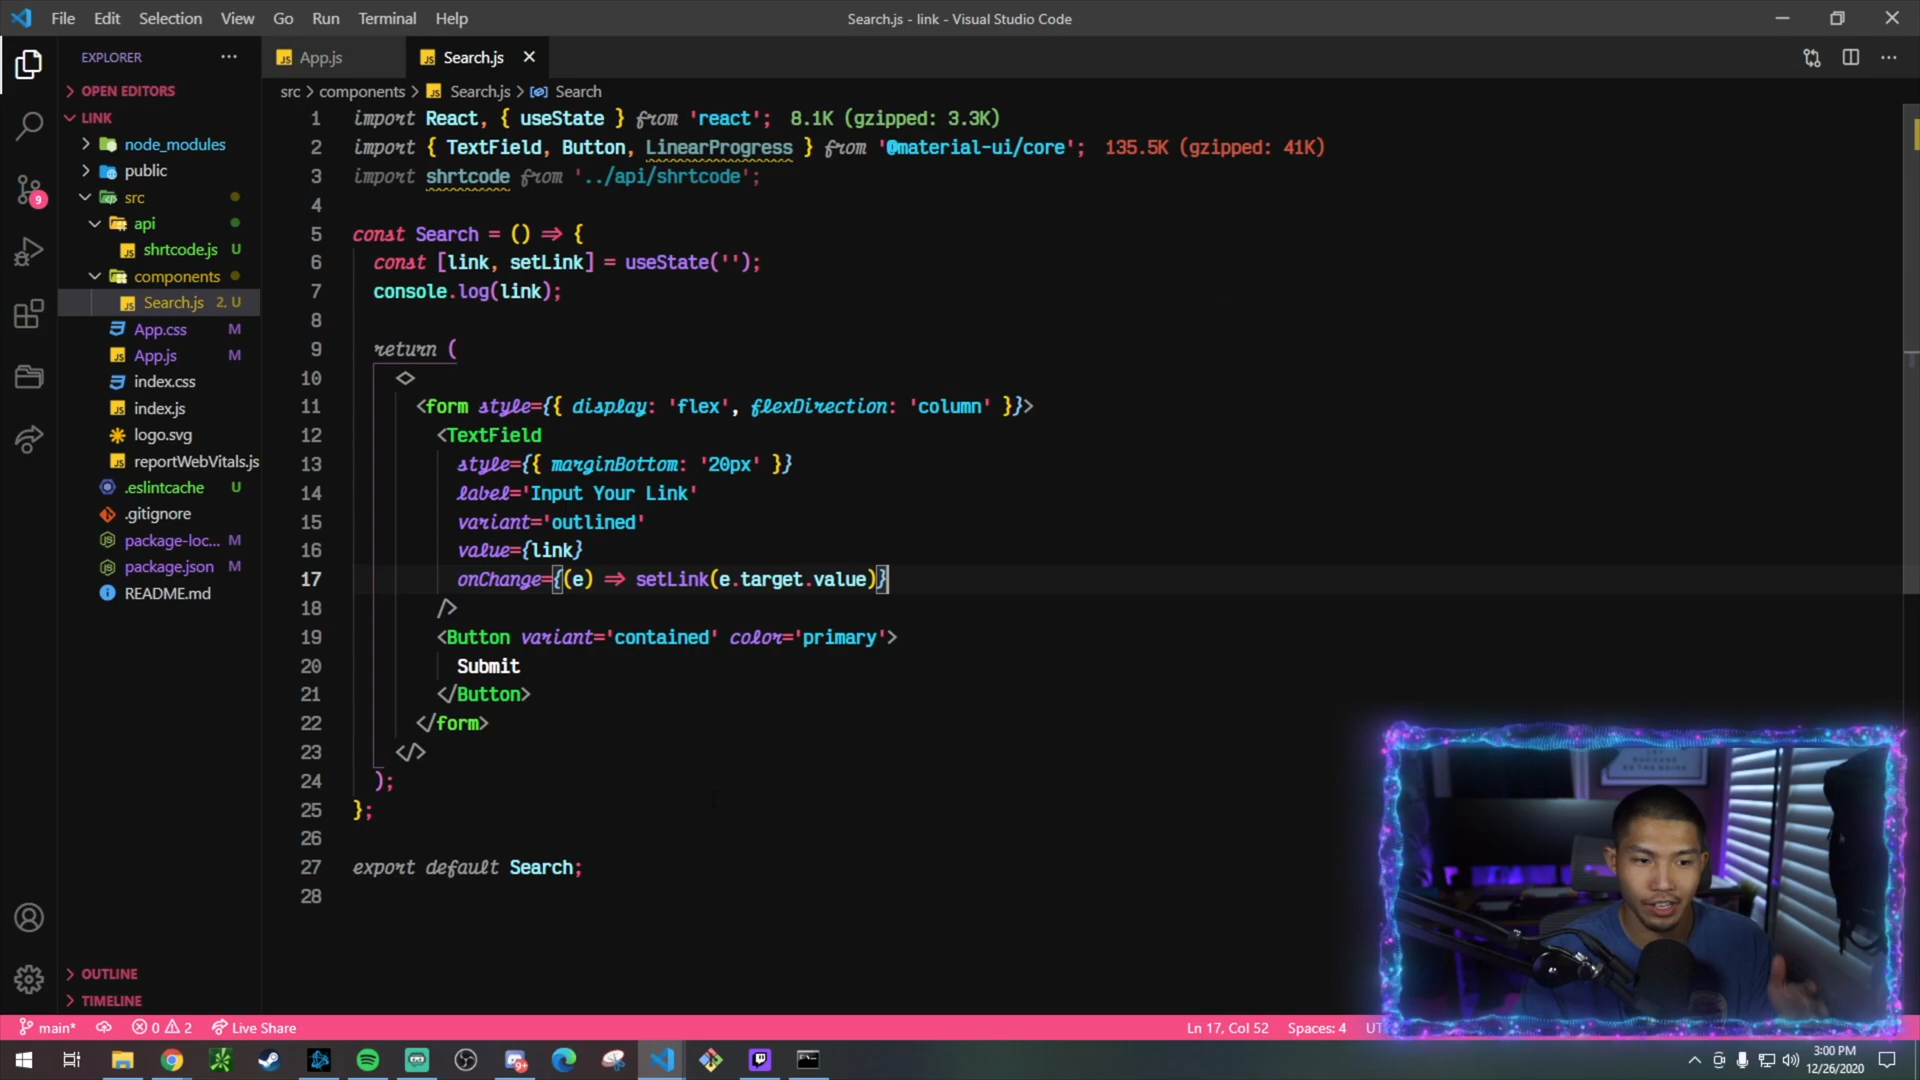 File Edit Selection View Go Run Terminal Help
Search.js - link - Visual Studio Code
EXPLORER
App.js
Search.js
OPEN EDITORS
src > components > Search.js > Search
LINK
node_modules
public
src
api
shrtcode.js U
components
Search.js 2, U
App.css M
App.js M
index.css
index.js
logo.svg
reportWebVitals.js
.eslintcache U
.gitignore
package-loc... M
package.json M
README.md
OUTLINE
TIMELINE
9
1 import React, { useState } from 'react'; 8.1K (gzipped: 3.3K)
2 import { TextField, Button, LinearProgress } from '@material-ui/core'; 135.5K (gzipped: 41K)
3 import shrtcode from '../api/shrtcode';
4
5 const Search = () => {
6 const [link, setLink] = useState('');
7 console.log(link);
8
9 return (
10 <>
11 <form style={{ display: 'flex', flexDirection: 'column' }}>
12 <TextField
13 style={{ marginBottom: '20px' }}
14 label='Input Your Link'
15 variant='outlined'
16 value={link}
17 onChange={(e) => setLink(e.target.value)}
18 />
19 <Button variant='contained' color='primary'>
20 Submit
21 </Button>
22 </form>
23 </>
24 );
25 };
26
27 export default Search;
28
main* 0 2 Live Share
Ln 17, Col 52 Spaces: 4
3:00 PM
12/26/2020